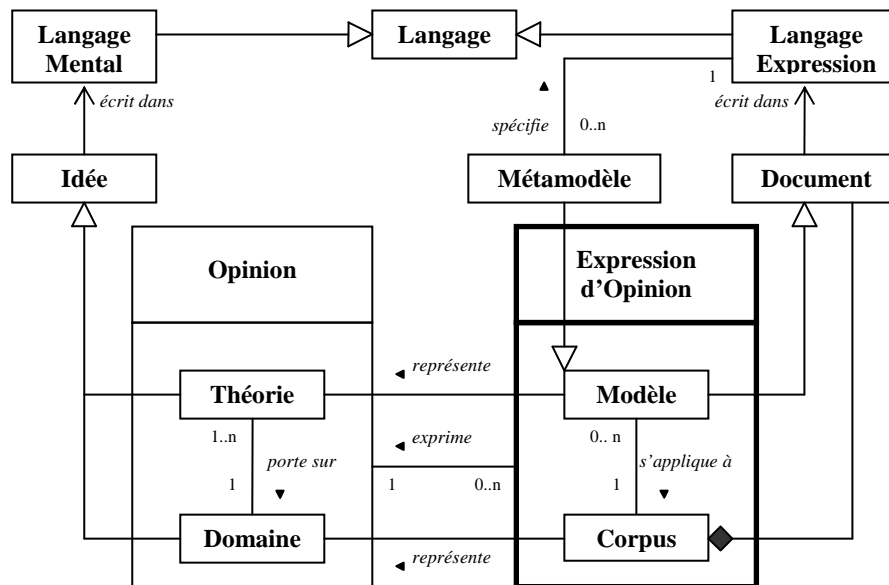 Langage
Mental
Langage
Langage
Expression
écrit dans
1
écrit dans
spécifie
0..n
Idée
Métamodèle
Document
Opinion
Expression
d’Opinion
représente
Théorie
Modèle
1..n
0.. n
exprime
porte sur
s’applique à
1
1
0..n
1
Domaine
Corpus
représente